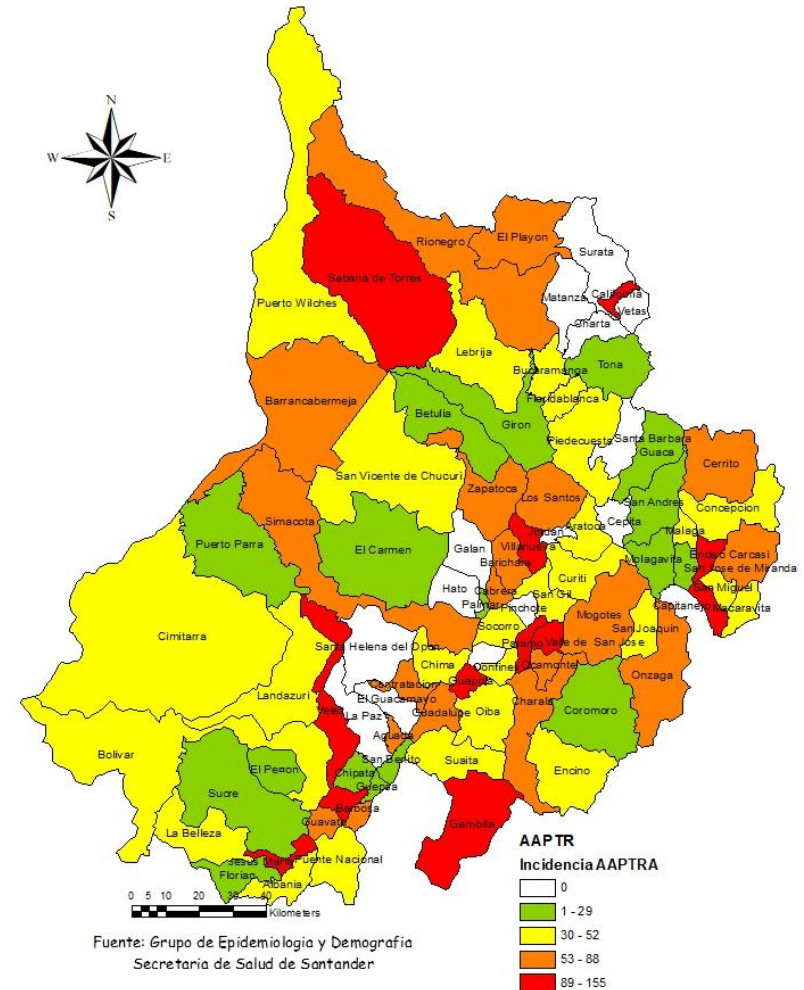 N
W E
S
El Playon
Rionegro
Surata
Sabana de Torres
Matanza
California
Puerto Wilches
Vetas
Charta
Lebrija
Tona
Bucaramanga
Barrancabermeja
Floridablanca
Betulia
Giron
Piedecuesta
Santa Barbara
Guaca
Cerrito
San Vicente de Chucuri
Zapatoca
Los Santos
San Andres
Concepcion
Simacota
Cepita
Aratoca
Jordan
Malaga
Puerto Parra
El Carmen
Galan
Villanueva
Enciso
Carcasi
Molagavita
San Jose de Miranda
Barichara
Curiti
Hato
Cabrera
San Gil
San Miguel
Palmar
Pinchote
Capitanejo
Macaravita
Mogotes
Socorro
San Joaquin
Cimitarra
Santa Helena del Opon
Paramo
Valle de San Jose
Chima
Confines
Ocamonte
Onzaga
Contratacion
Guapota
Landazuri
El Guacamayo
Charala
Velez
La Paz
Guadalupe
Oiba
Coromoro
Aguada
Bolivar
San Benito
Suaita
El Penon
Chipata
Encino
Guepsa
Sucre
Barbosa
Guavata
Gambita
La Belleza
Jesus Maria
Puente Nacional
Florian
Albania
0 5 10 20 30 40
Kilometers
AAPTR
Incidencia AAPTRA
0
1 - 29
30 - 52
53 - 88
89 - 155
Fuente: Grupo de Epidemiologia y Demografia
Secretaria de Salud de Santander